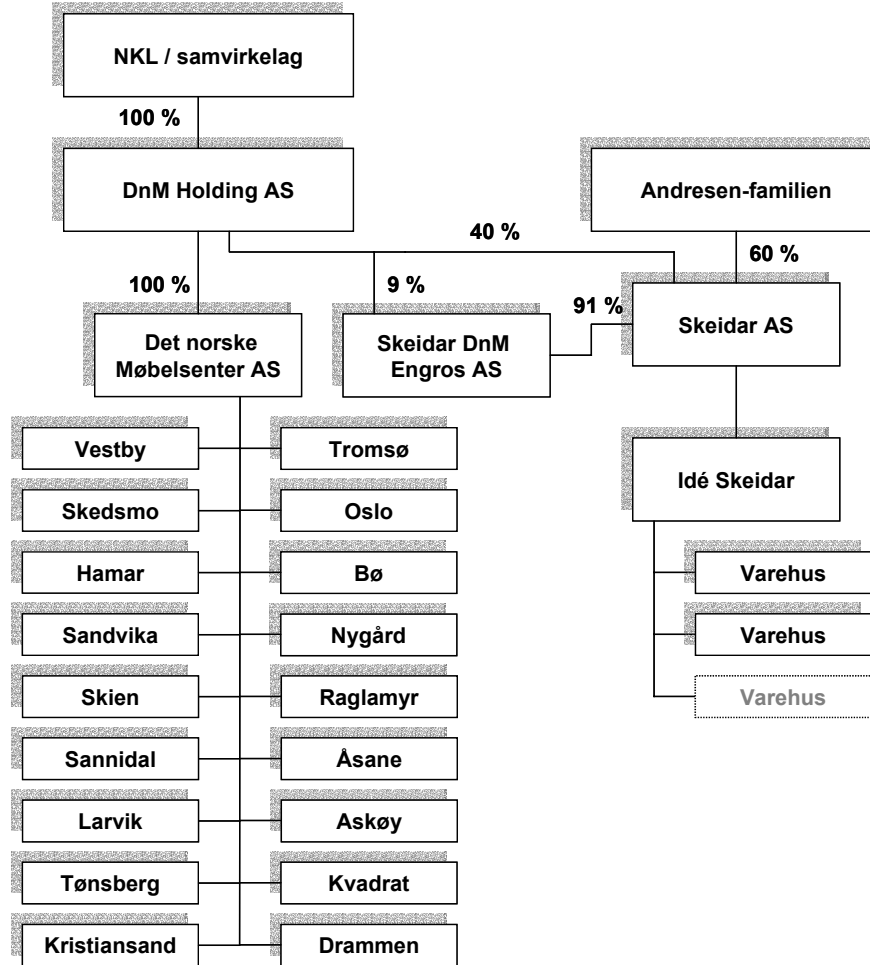 NKL / samvirkelag
100 %
DnM Holding AS
Andresen-familien
40 %
60 %
100 %
9 %
91 %
Det norske
Møbelsenter AS
Skeidar DnM
Engros AS
Skeidar AS
Vestby
Tromsø
Idé Skeidar
Skedsmo
Oslo
Hamar
Bø
Varehus
Sandvika
Nygård
Varehus
Skien
Raglamyr
Varehus
Sannidal
Åsane
Larvik
Askøy
Tønsberg
Kvadrat
Kristiansand
Drammen